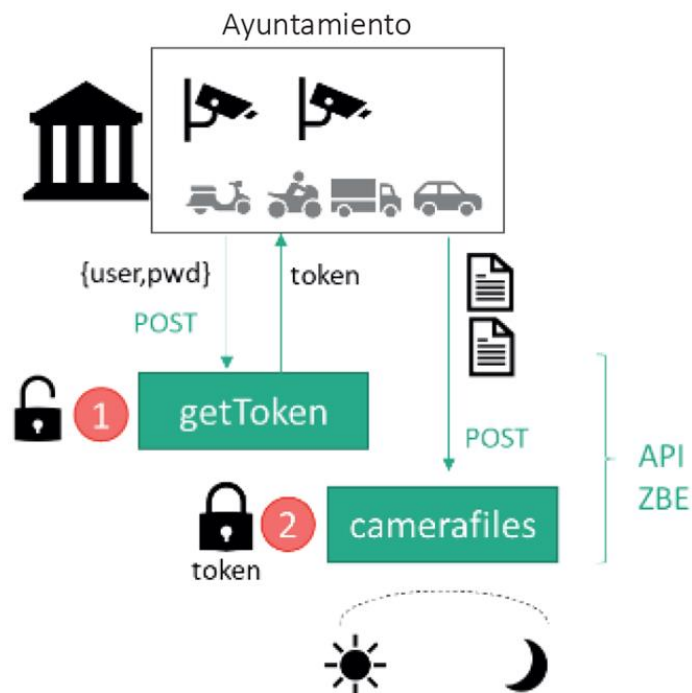 Ayuntamiento
{user,pwd}
token
POST
1
getToken
POST
API
ZBE
2
camerafiles
token